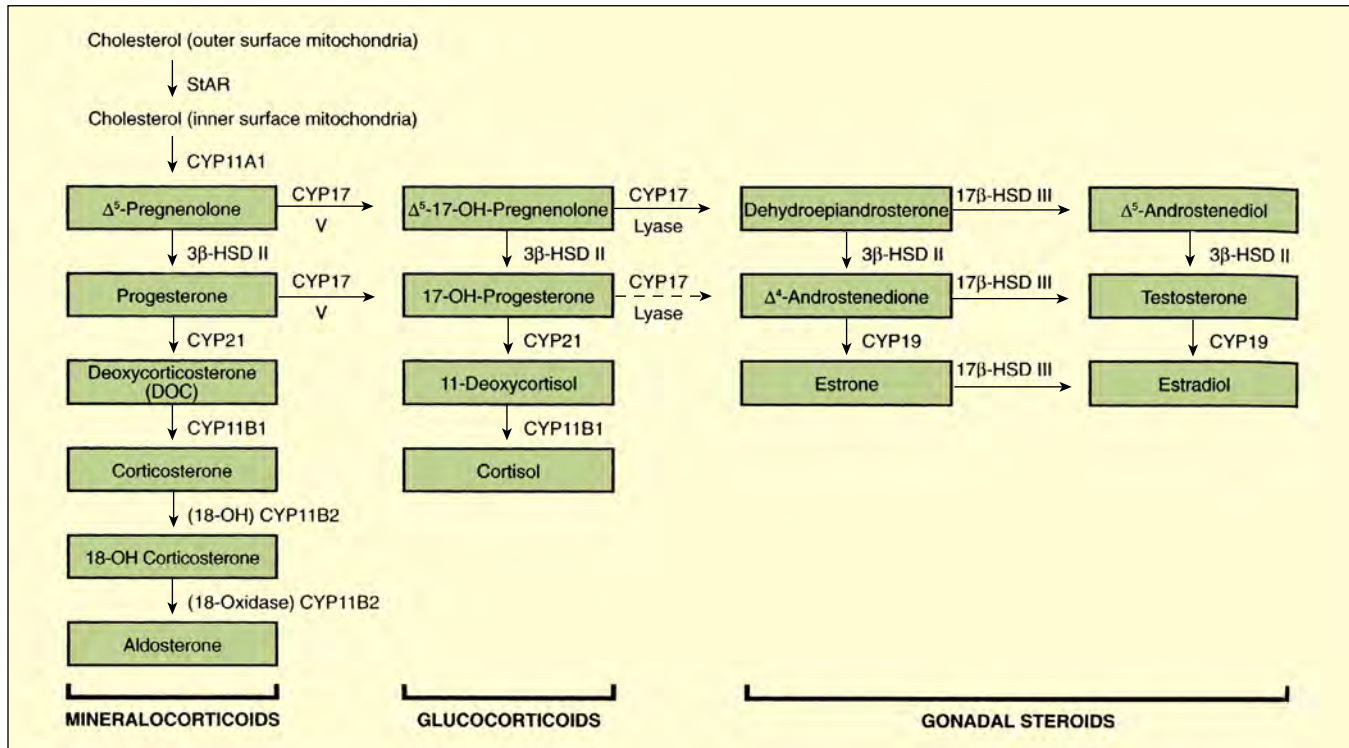 Cholesterol (outer surface mitochondria)
StAR
Cholesterol (inner surface mitochondria)
CYP11A1
Δ⁵-Pregnenolone
CYP17
V
Δ⁵-17-OH-Pregnenolone
CYP17
Lyase
Dehydroepiandrosterone
17β-HSD III
Δ⁵-Androstenediol
3β-HSD II
3β-HSD II
3β-HSD II
3β-HSD II
Progesterone
CYP17
V
17-OH-Progesterone
CYP17
Lyase
Δ⁴-Androstenedione
17β-HSD III
Testosterone
CYP21
CYP21
CYP19
CYP19
Deoxycorticosterone
(DOC)
11-Deoxycortisol
Estrone
17β-HSD III
Estradiol
CYP11B1
CYP11B1
Corticosterone
Cortisol
(18-OH) CYP11B2
18-OH Corticosterone
(18-Oxidase) CYP11B2
Aldosterone
MINERALOCORTICOIDS
GLUCOCORTICOIDS
GONADAL STEROIDS